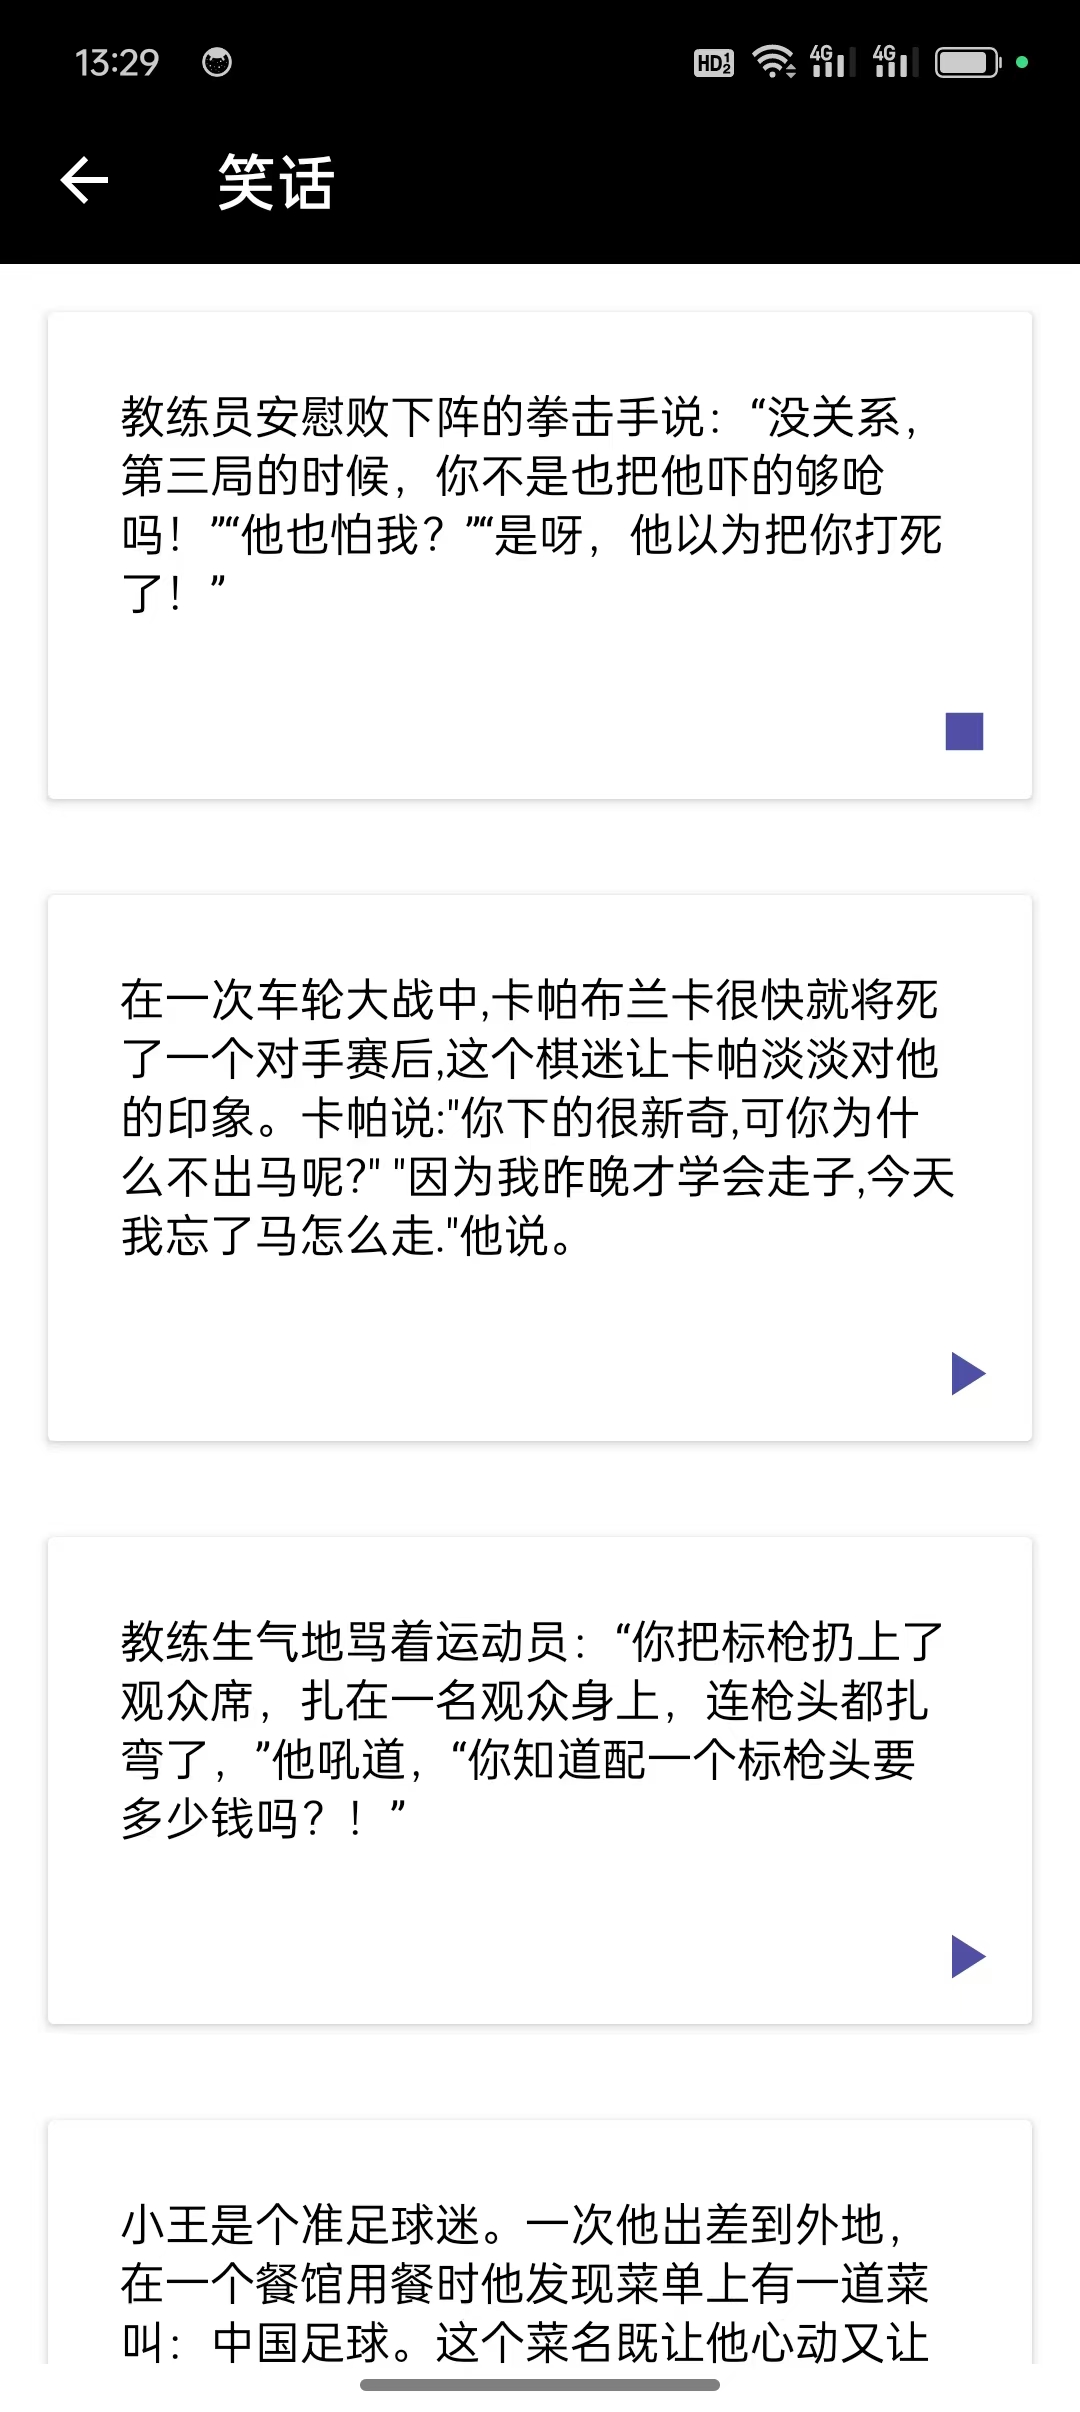 13:29
HD 1 2
4G
4G
笑话
教练员安慰败下阵的拳击手说：“没关系，
第三局的时候，你不是也把他吓的够呛
吗！”“他也怕我？”“是呀，他以为把你打死
了！”
在一次车轮大战中,卡帕布兰卡很快就将死
了一个对手赛后,这个棋迷让卡帕淡淡对他
的印象。卡帕说:"你下的很新奇,可你为什
么不出马呢?" "因为我昨晚才学会走子,今天
我忘了马怎么走."他说。
教练生气地骂着运动员：“你把标枪扔上了
观众席，扎在一名观众身上，连枪头都扎
弯了，”他吼道，“你知道配一个标枪头要
多少钱吗？！”
小王是个准足球迷。一次他出差到外地，
在一个餐馆用餐时他发现菜单上有一道菜
叫：中国足球。这个菜名既让他心动又让